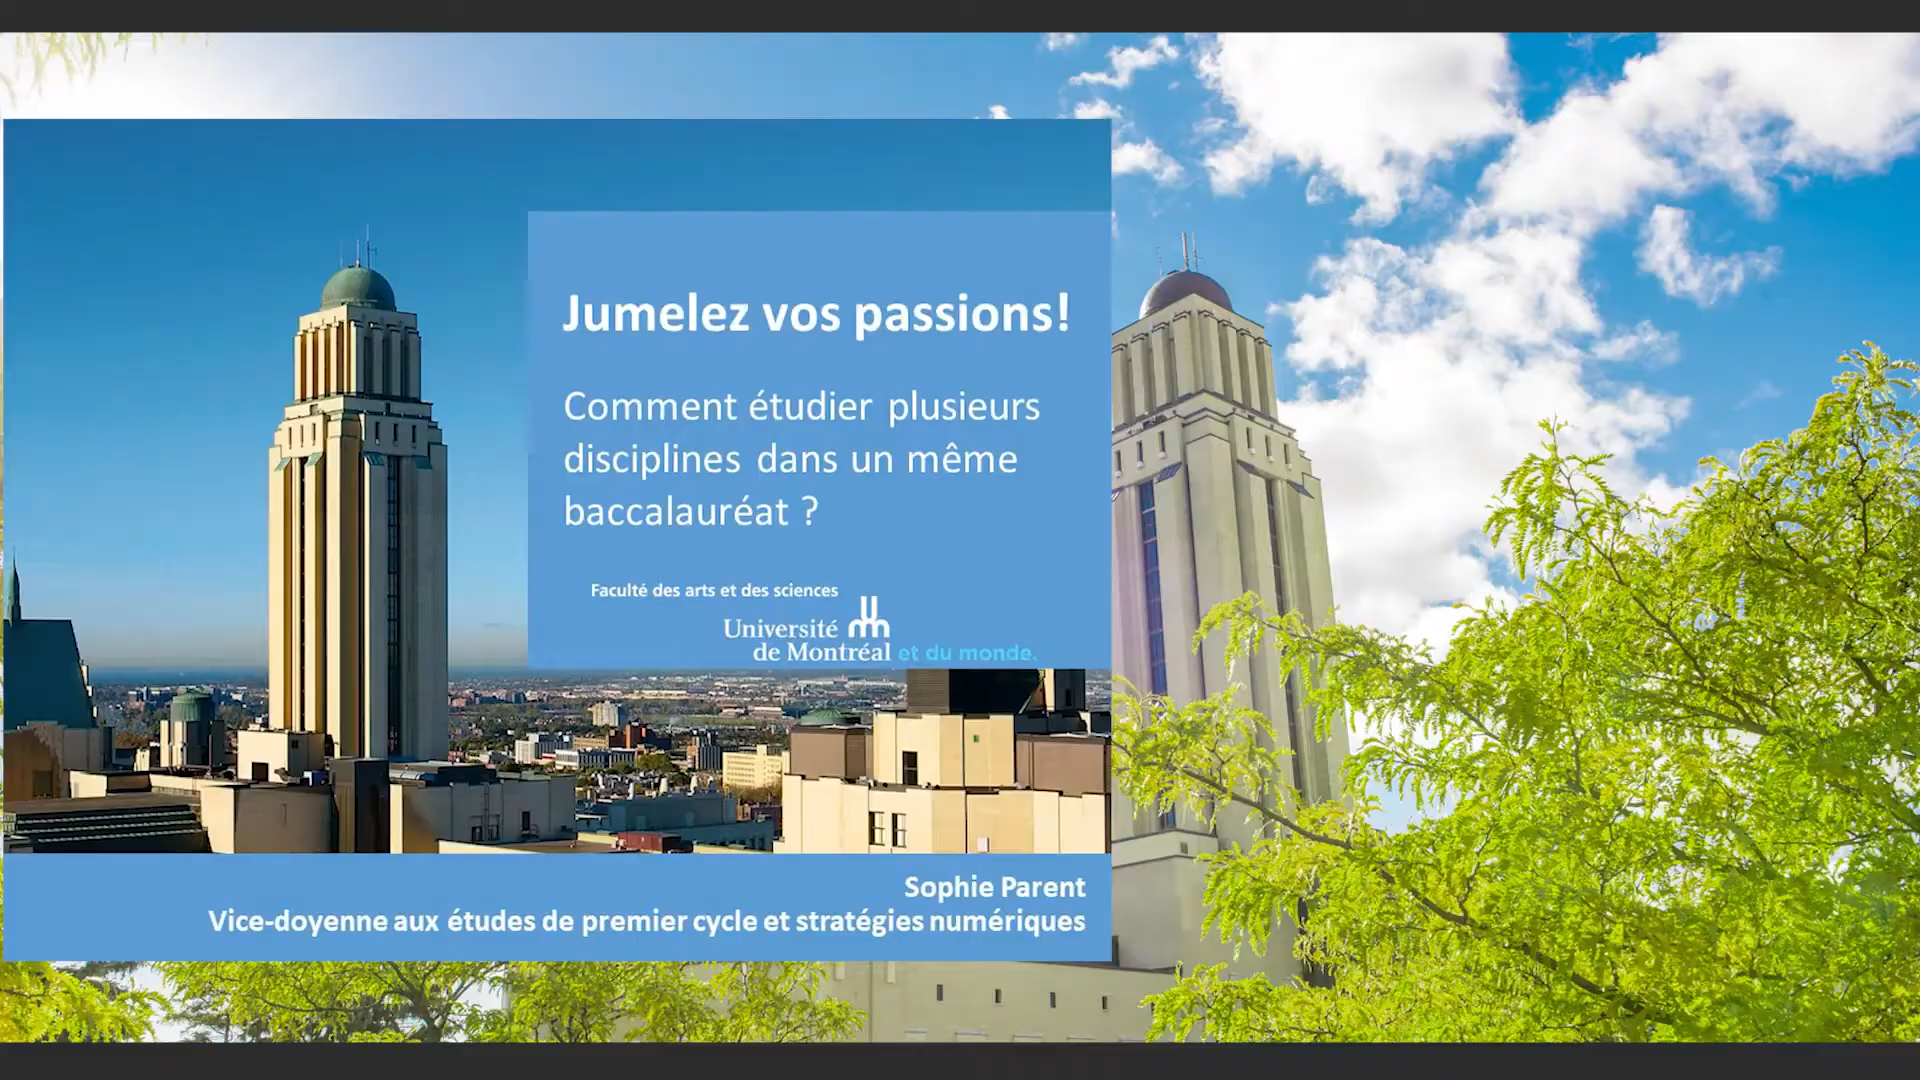 Jumelez vos passions!
Comment étudier plusieurs
disciplines dans un même
baccalauréat ?
Faculté des arts et des sciences
Université
de Montréal et du monde.
Sophie Parent
Vice-doyenne aux études de premier cycle et stratégies numériques